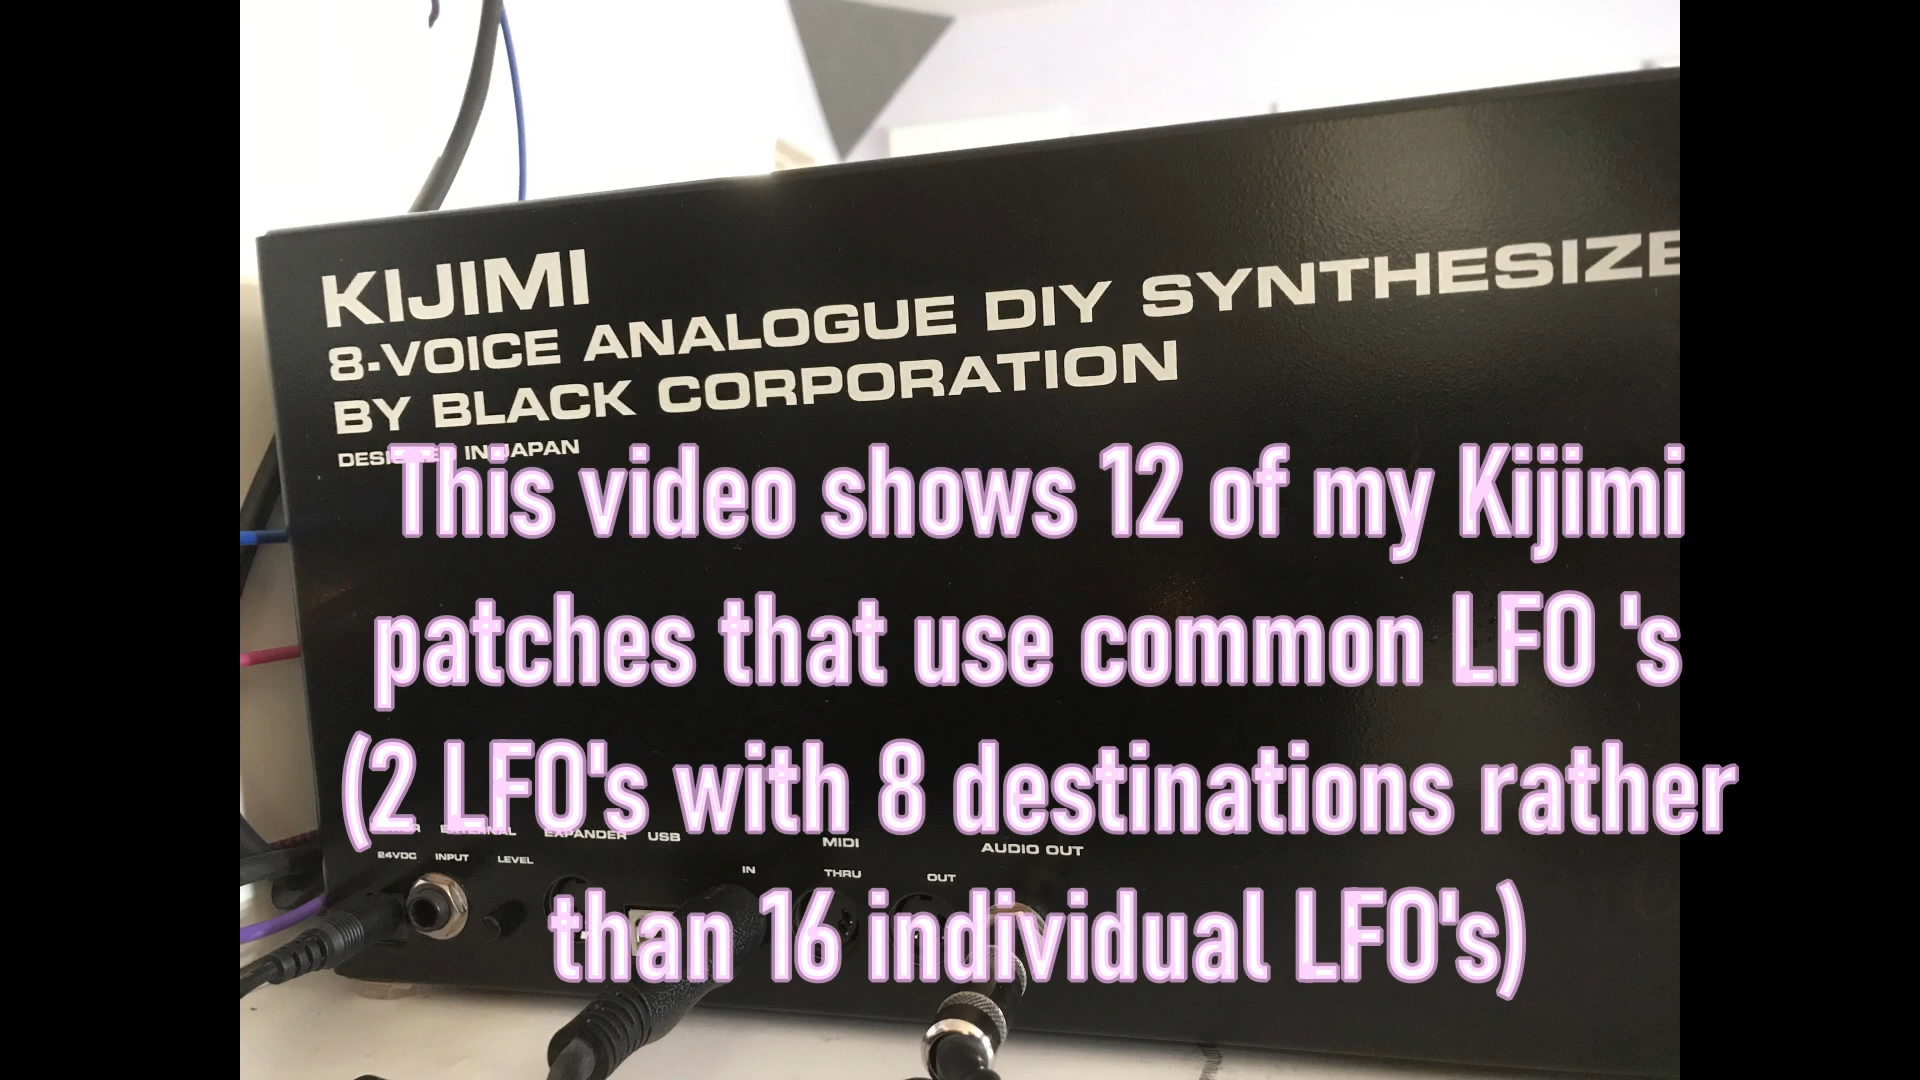 KIJIMI
8-VOICE ANALOGUE DIY SYNTHESIZE
BY BLACK CORPORATION
IN JAPAN
This video shows 12 of my Kijimi
patches that use common LFO 's
(2 LFO's with 8 destinations rather
than 16 individual LFO's)
EXTERNAL EXPANDER USB MIDI AUDIO OUT
24VDC INPUT LEVEL IN THRU OUT